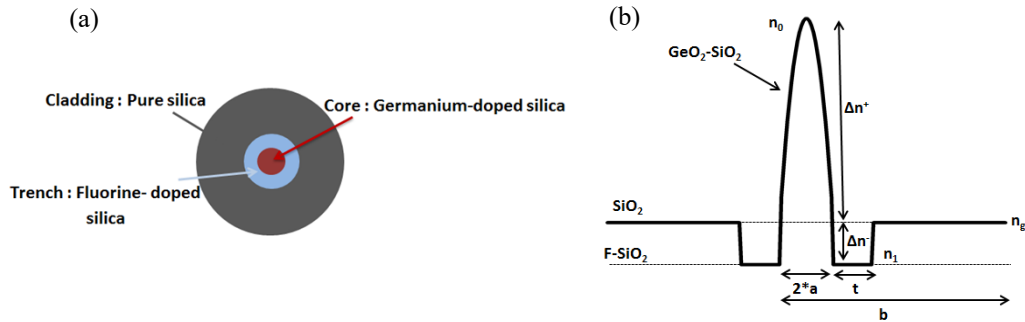 (a)
Cladding : Pure silica
Core : Germanium-doped silica
Trench : Fluorine- doped
silica
(b)
n0
GeO2-SiO2
Δn+
SiO2
ng
Δn-
F-SiO2
n1
2*a
t
b